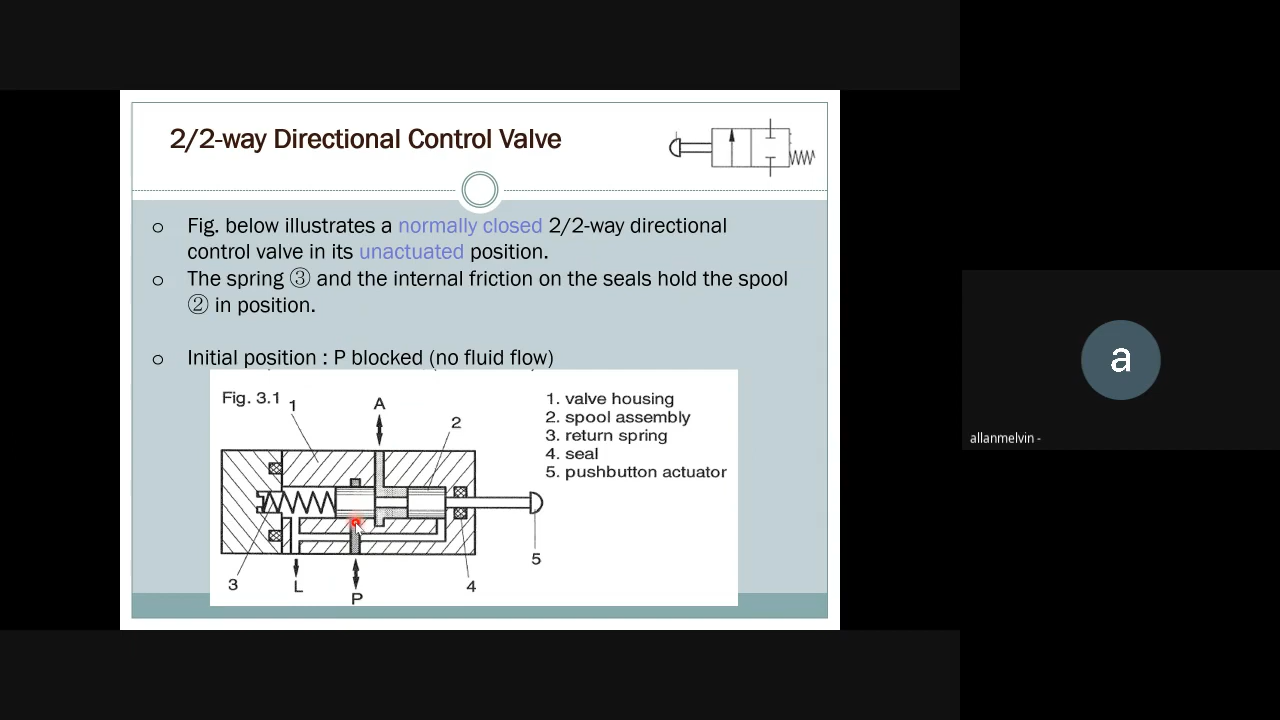 2/2-way Directional Control Valve
o Fig. below illustrates a normally closed 2/2-way directional
control valve in its unactuated position.
o The spring ③ and the internal friction on the seals hold the spool
② in position.
o Initial position : P blocked (no fluid flow)
Fig. 3.1
1
A
2
1. valve housing
2. spool assembly
3. return spring
4. seal
5. pushbutton actuator
3
L
P
4
5
a
allanmelvin -